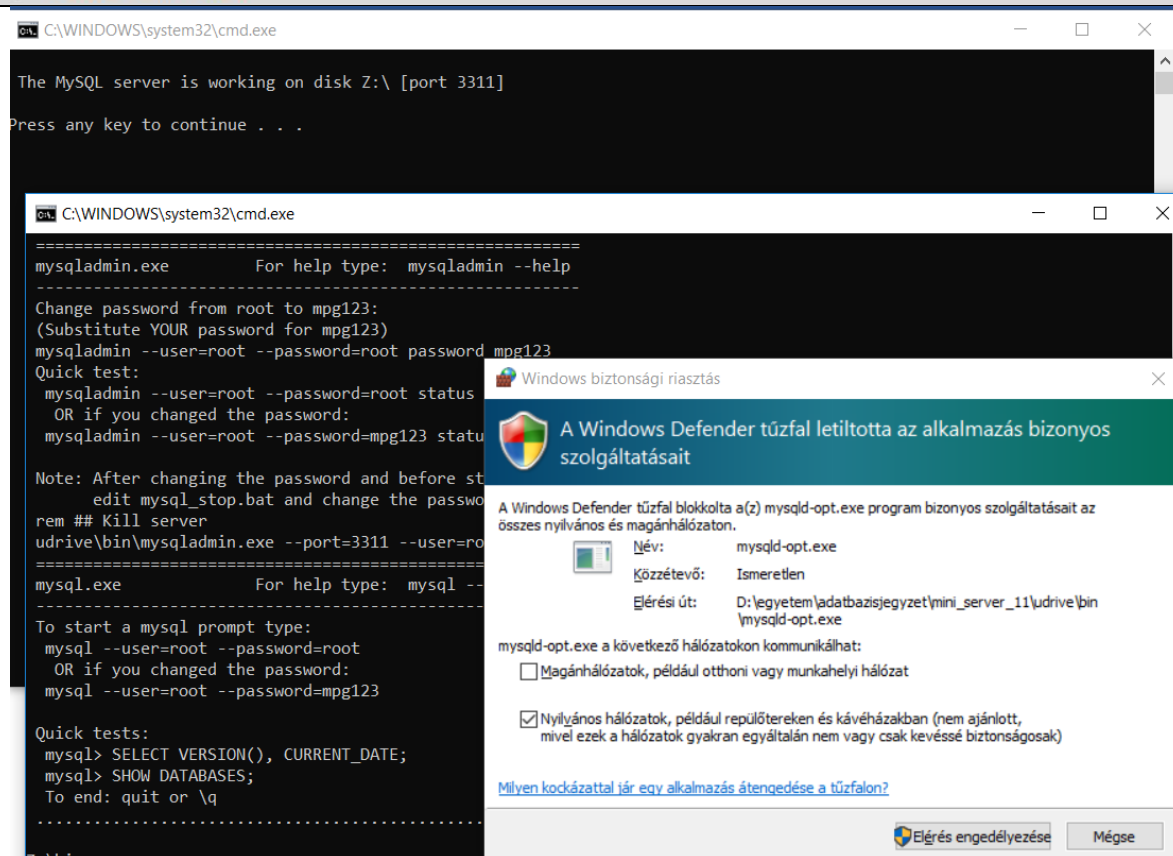 C:\WINDOWS\system32\cmd.exe
The MySQL server is working on disk Z:\ [port 3311]
Press any key to continue . . .
C:\WINDOWS\system32\cmd.exe
=========================================================
mysqladmin.exe         For help type:  mysqladmin --help
---------------------------------------------------------
Change password from root to mpg123:
(Substitute YOUR password for mpg123)
mysqladmin --user=root --password=root password mpg123
Quick test:
mysqladmin --user=root --password=root status
OR if you changed the password:
mysqladmin --user=root --password=mpg123 statu
Note: After changing the password and before st
edit mysql_stop.bat and change the passwo
rem ## Kill server
udrive\bin\mysqladmin.exe --port=3311 --user=ro
===============================================
mysql.exe              For help type:  mysql --
-----------------------------------------------
To start a mysql prompt type:
mysql --user=root --password=root
OR if you changed the password:
mysql --user=root --password=mpg123
Quick tests:
mysql> SELECT VERSION(), CURRENT_DATE;
mysql> SHOW DATABASES;
To end: quit or \q
...............................................
Windows biztonsági riasztás
A Windows Defender tűzfal letiltotta az alkalmazás bizonyos
szolgáltatásait
A Windows Defender tűzfal blokkolta a(z) mysqld-opt.exe program bizonyos szolgáltatásait az
összes nyilvános és magánhálózaton.
Név: mysqld-opt.exe
Közzétevő: Ismeretlen
Elérési út: D:\egyetem\adatbazisjegyzet\mini_server_11\udrive\bin
\mysqld-opt.exe
mysqld-opt.exe a következő hálózatokon kommunikálhat:
Magánhálózatok, például otthoni vagy munkahelyi hálózat
Nyilvános hálózatok, például repülőtereken és kávéházakban (nem ajánlott,
mivel ezek a hálózatok gyakran egyáltalán nem vagy csak kevéssé biztonságosak)
Milyen kockázattal jár egy alkalmazás átengedése a tűzfalon?
Elérés engedélyezése
Mégse